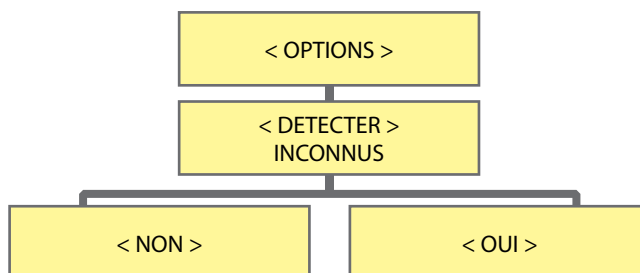 < OPTIONS >
< DETECTER >
INCONNUS
< NON >
< OUI >